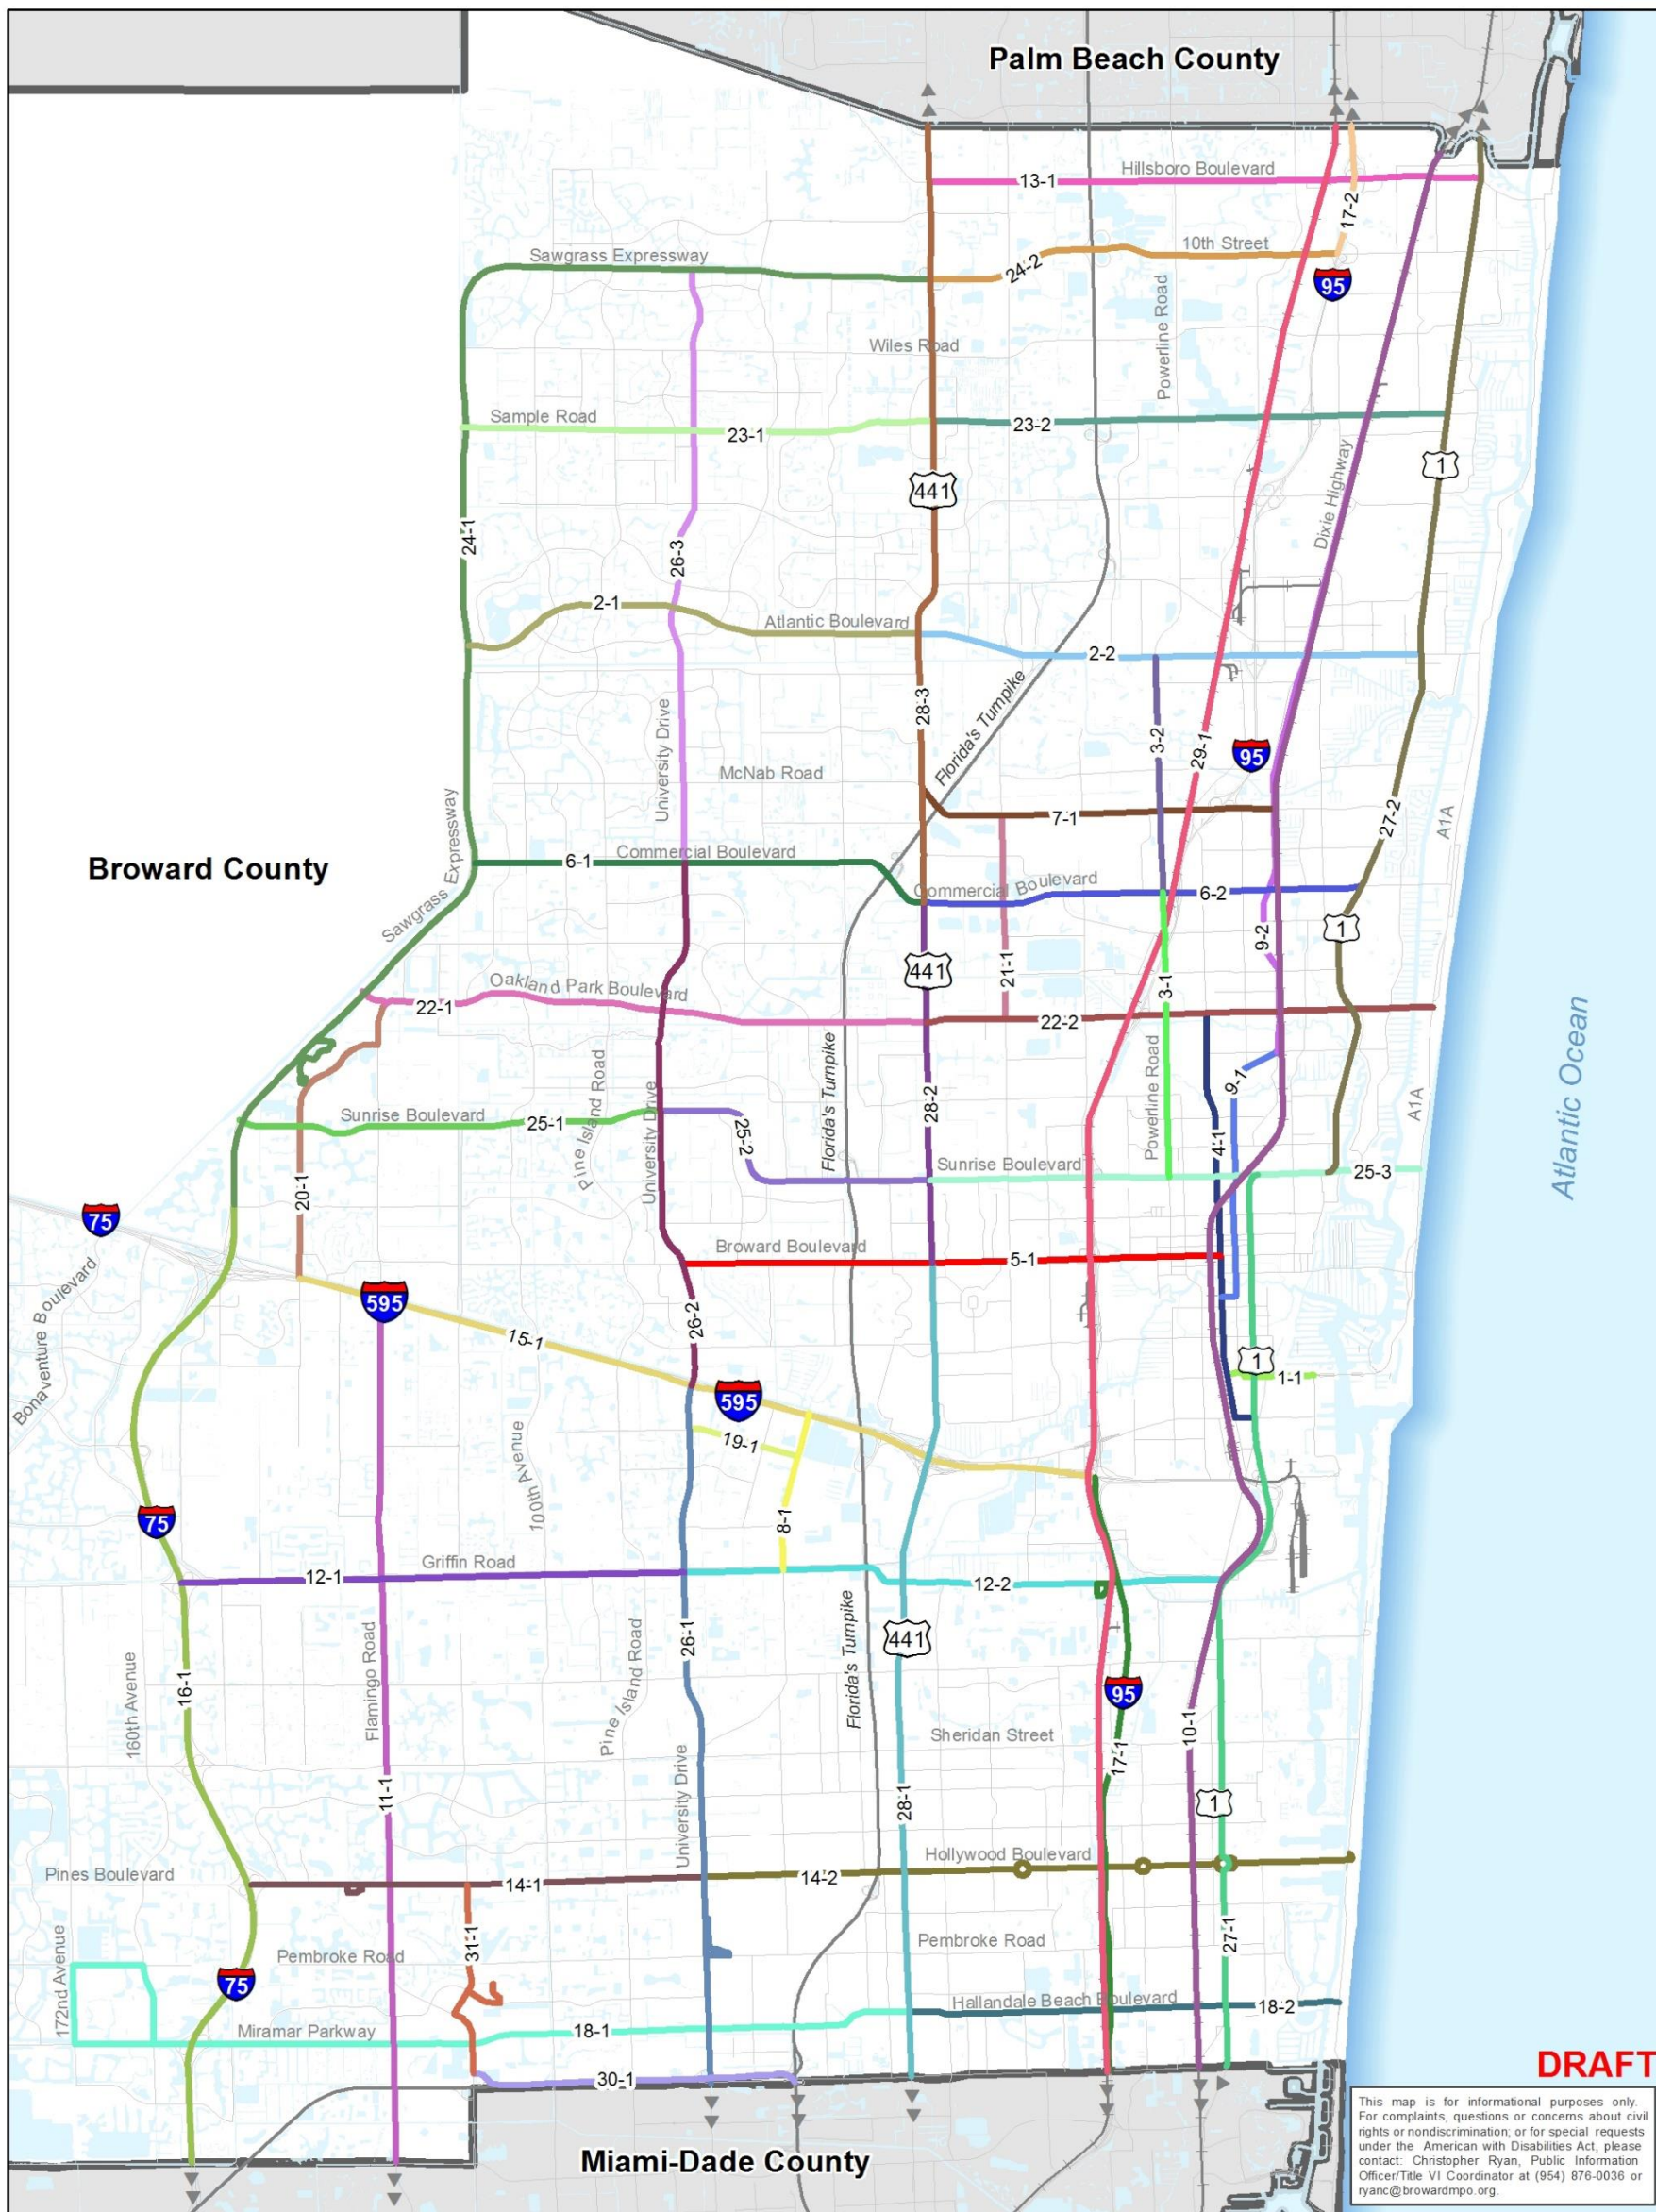 Palm Beach County
Hillsboro Boulevard
13-1
17-2
10th Street
Sawgrass Expressway
24-2
95
Powerline Road
Wiles Road
Sample Road
23-1
23-2
441
1
Dixie Highway
24-1
26-3
2-1
Atlantic Boulevard
2-2
28-3
Florida's Turnpike
3-2
29-1
95
University Drive
McNab Road
7-1
27-2
A1A
Sawgrass Expressway
Broward County
6-1
Commercial Boulevard
Commercial Boulevard
6-2
1
9-2
441
21-1
3-1
Oakland Park Boulevard
22-1
22-2
Atlantic Ocean
Pine Island Road
University Drive
Florida's Turnpike
28-2
Powerline Road
9-1
A1A
Sunrise Boulevard
25-1
25-2
4-1
Sunrise Boulevard
25-3
20-1
75
Broward Boulevard
5-1
Bonaventure Boulevard
595
15-1
26-2
1
1-1
595
19-1
100th Avenue
8-1
75
Griffin Road
12-1
12-2
160th Avenue
16-1
Flamingo Road
Pine Island Road
26-1
Florida's Turnpike
441
95
Sheridan Street
10-1
17-1
11-1
University Drive
28-1
1
Hollywood Boulevard
Pines Boulevard
14-1
14-2
172nd Avenue
Pembroke Road
31-1
Pembroke Road
27-1
75
Hallandale Beach Boulevard
18-2
Miramar Parkway
18-1
30-1
DRAFT
Miami-Dade County
This map is for informational purposes only.
For complaints, questions or concerns about civil
rights or nondiscrimination; or for special requests
under the American with Disabilities Act, please
contact: Christopher Ryan, Public Information
Officer/Title VI Coordinator at (954) 876-0036 or
ryanc@browardmpo.org.